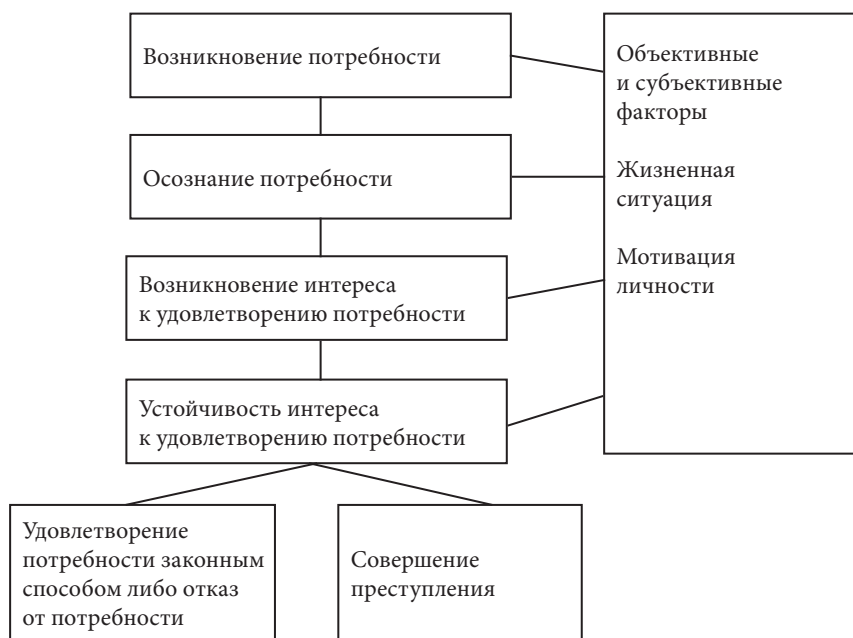 Возникновение потребности
Осознание потребности
Возникновение интереса
к удовлетворению потребности
Устойчивость интереса
к удовлетворению потребности
Объективные
и субъективные
факторы
Жизненная
ситуация
Мотивация
личности
Удовлетворение
потребности законным
способом либо отказ
от потребности
Совершение
преступления